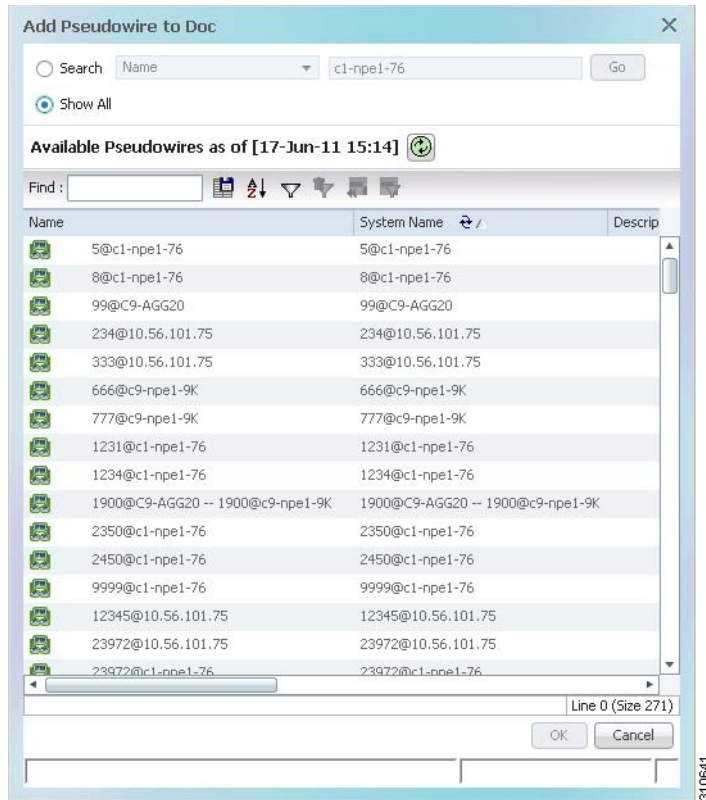 Add Pseudowire to Doc
Search Name c1-npe1-76 Go
Show All
Available Pseudowires as of [17-Jun-11 15:14]
Find :
Name System Name Descrip
5@c1-npe1-76 5@c1-npe1-76
8@c1-npe1-76 8@c1-npe1-76
99@C9-AGG20 99@C9-AGG20
234@10.56.101.75 234@10.56.101.75
333@10.56.101.75 333@10.56.101.75
666@c9-npe1-9K 666@c9-npe1-9K
777@c9-npe1-9K 777@c9-npe1-9K
1231@c1-npe1-76 1231@c1-npe1-76
1234@c1-npe1-76 1234@c1-npe1-76
1900@C9-AGG20 -- 1900@c9-npe1-9K 1900@C9-AGG20 -- 1900@c9-npe1-9K
2350@c1-npe1-76 2350@c1-npe1-76
2450@c1-npe1-76 2450@c1-npe1-76
9999@c1-npe1-76 9999@c1-npe1-76
12345@10.56.101.75 12345@10.56.101.75
23972@10.56.101.75 23972@10.56.101.75
23972@c1-npe1-76 23972@c1-npe1-76
Line 0 (Size 271)
OK Cancel
310641